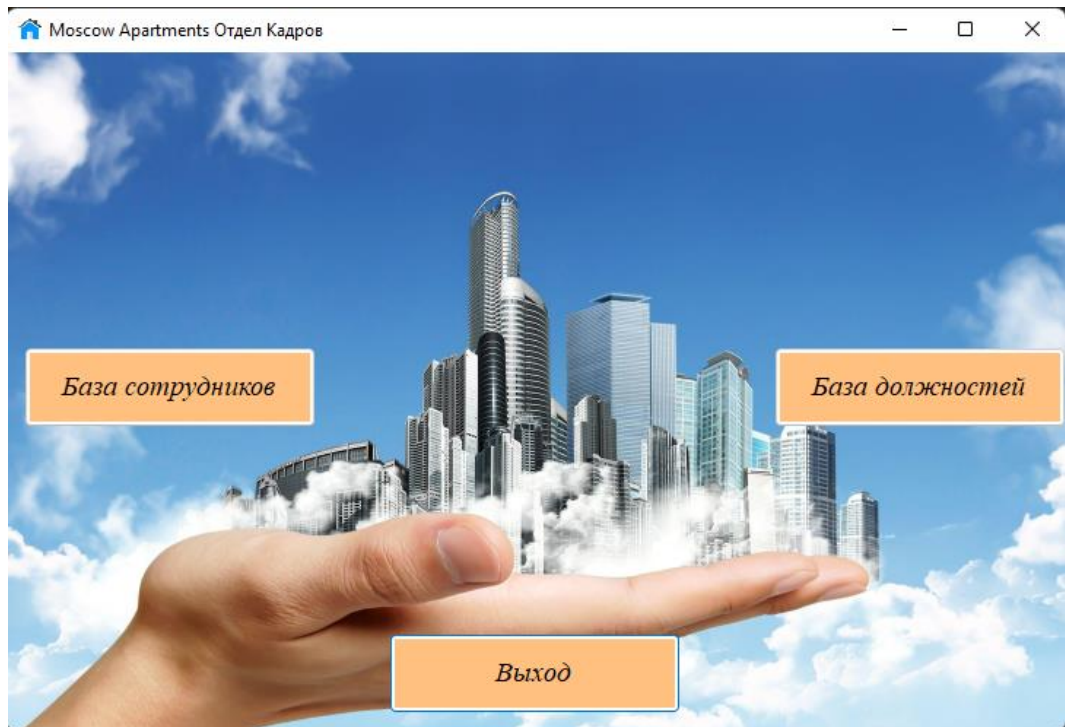 Moscow Apartments Отдел Кадров
База сотрудников
База должностей
Выход